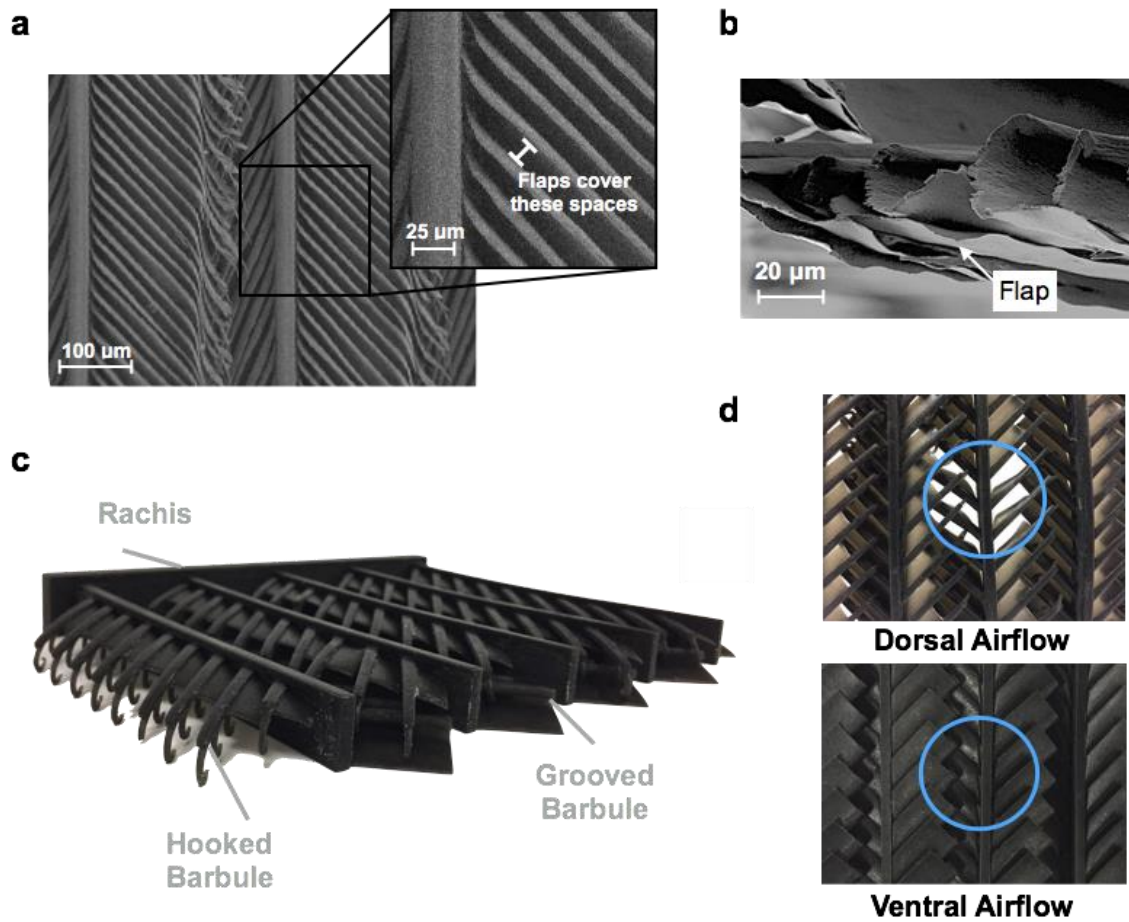 a
Flaps cover
these spaces
25 µm
100 µm
b
20 µm
Flap
c
Rachis
Grooved
Barbule
Hooked
Barbule
d
Dorsal Airflow
Ventral Airflow